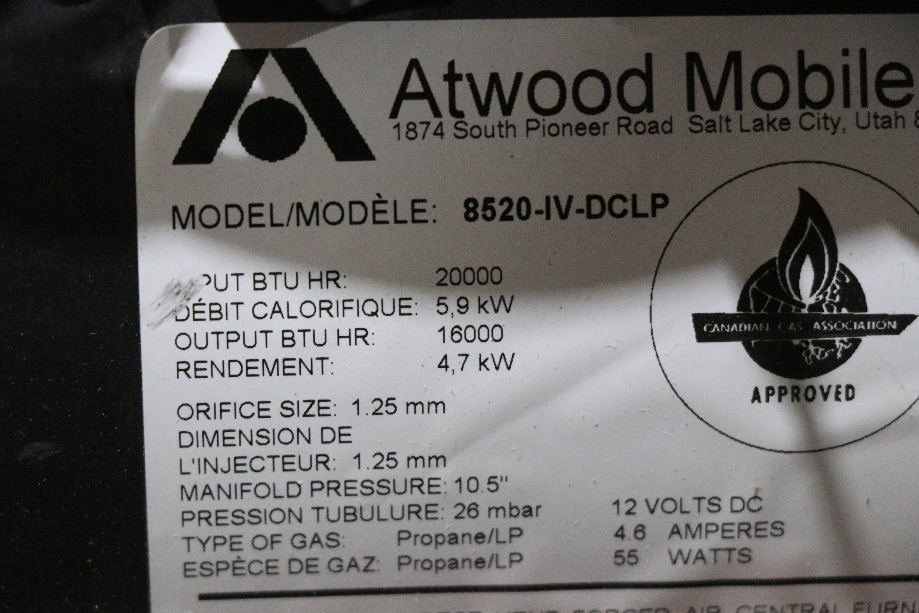 Atwood Mobile
1874 South Pioneer Road Salt Lake City, Utah
MODEL/MODÈLE: 8520-IV-DCLP
BTU HR: 20000
DÉBIT CALORIFIQUE: 5,9 kW
OUTPUT BTU HR: 16000
RENDEMENT: 4,7 kW
CANADIAN GAS ASSOCIATION
APPROVED
ORIFICE SIZE: 1.25 mm
DIMENSION DE
L'INJECTEUR: 1.25 mm
MANIFOLD PRESSURE: 10.5"
PRESSION TUBULURE: 26 mbar
TYPE OF GAS: Propane/LP
ESPÈCE DE GAZ: Propane/LP
12 VOLTS DC
4.6 AMPERES
55 WATTS
FORCED AIR CENTRAL